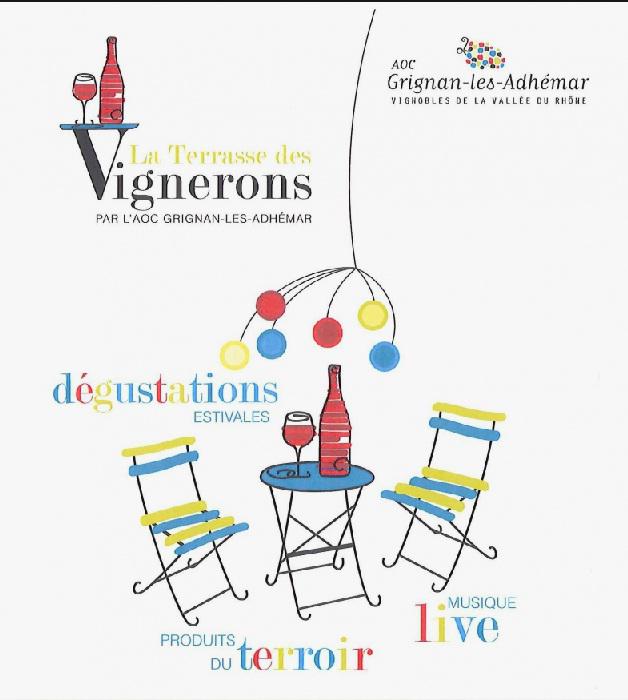 AOC
Grignan-les-Adhémar
VIGNOBLES DE LA VALLÉE DU RHÔNE
La Terrasse des
Vignerons
PAR L'AOC GRIGNAN-LES-ADHÉMAR
dégustations
ESTIVALES
MUSIQUE
live
PRODUITS
DU terroir